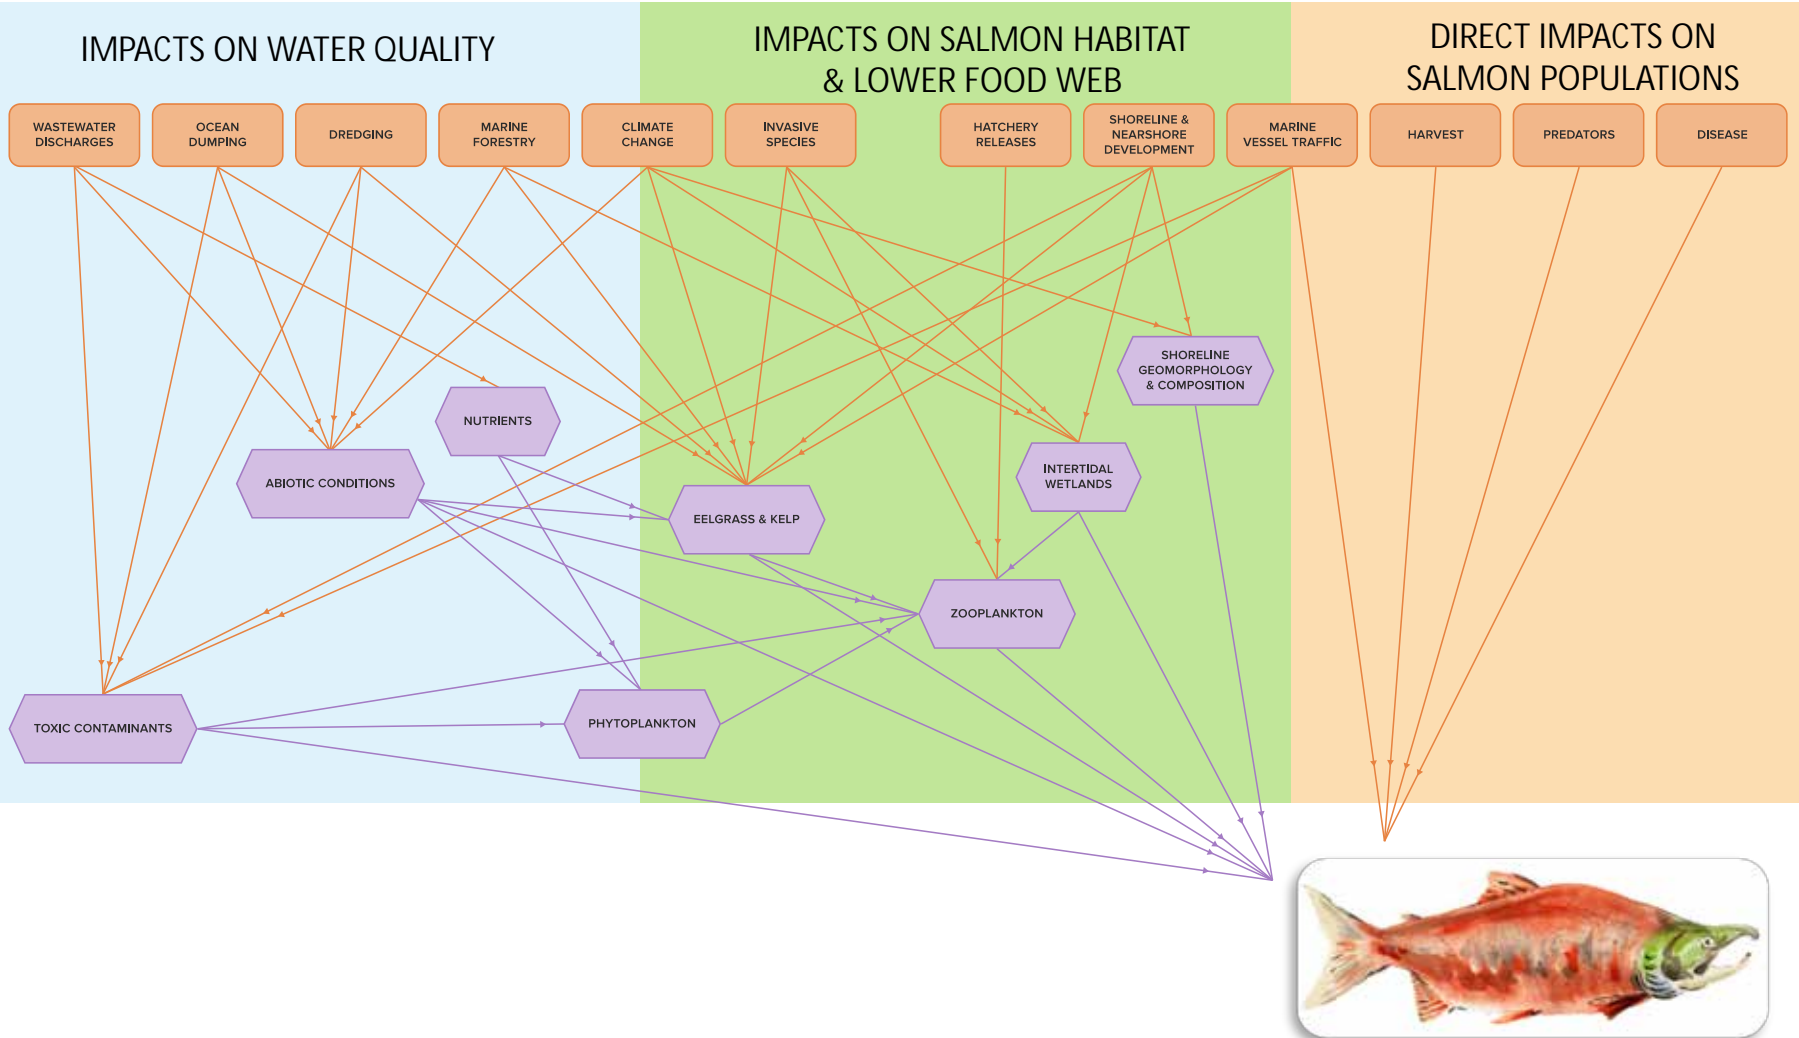 IMPACTS ON WATER QUALITY
IMPACTS ON SALMON HABITAT
& LOWER FOOD WEB
DIRECT IMPACTS ON
SALMON POPULATIONS
WASTEWATER
DISCHARGES
OCEAN
DUMPING
DREDGING
MARINE
FORESTRY
CLIMATE
CHANGE
INVASIVE
SPECIES
HATCHERY
RELEASES
SHORELINE &
NEARSHORE
DEVELOPMENT
MARINE
VESSEL TRAFFIC
HARVEST
PREDATORS
DISEASE
SHORELINE
GEOMORPHOLOGY
& COMPOSITION
NUTRIENTS
ABIOTIC CONDITIONS
INTERTIDAL
WETLANDS
EELGRASS & KELP
ZOOPLANKTON
TOXIC CONTAMINANTS
PHYTOPLANKTON